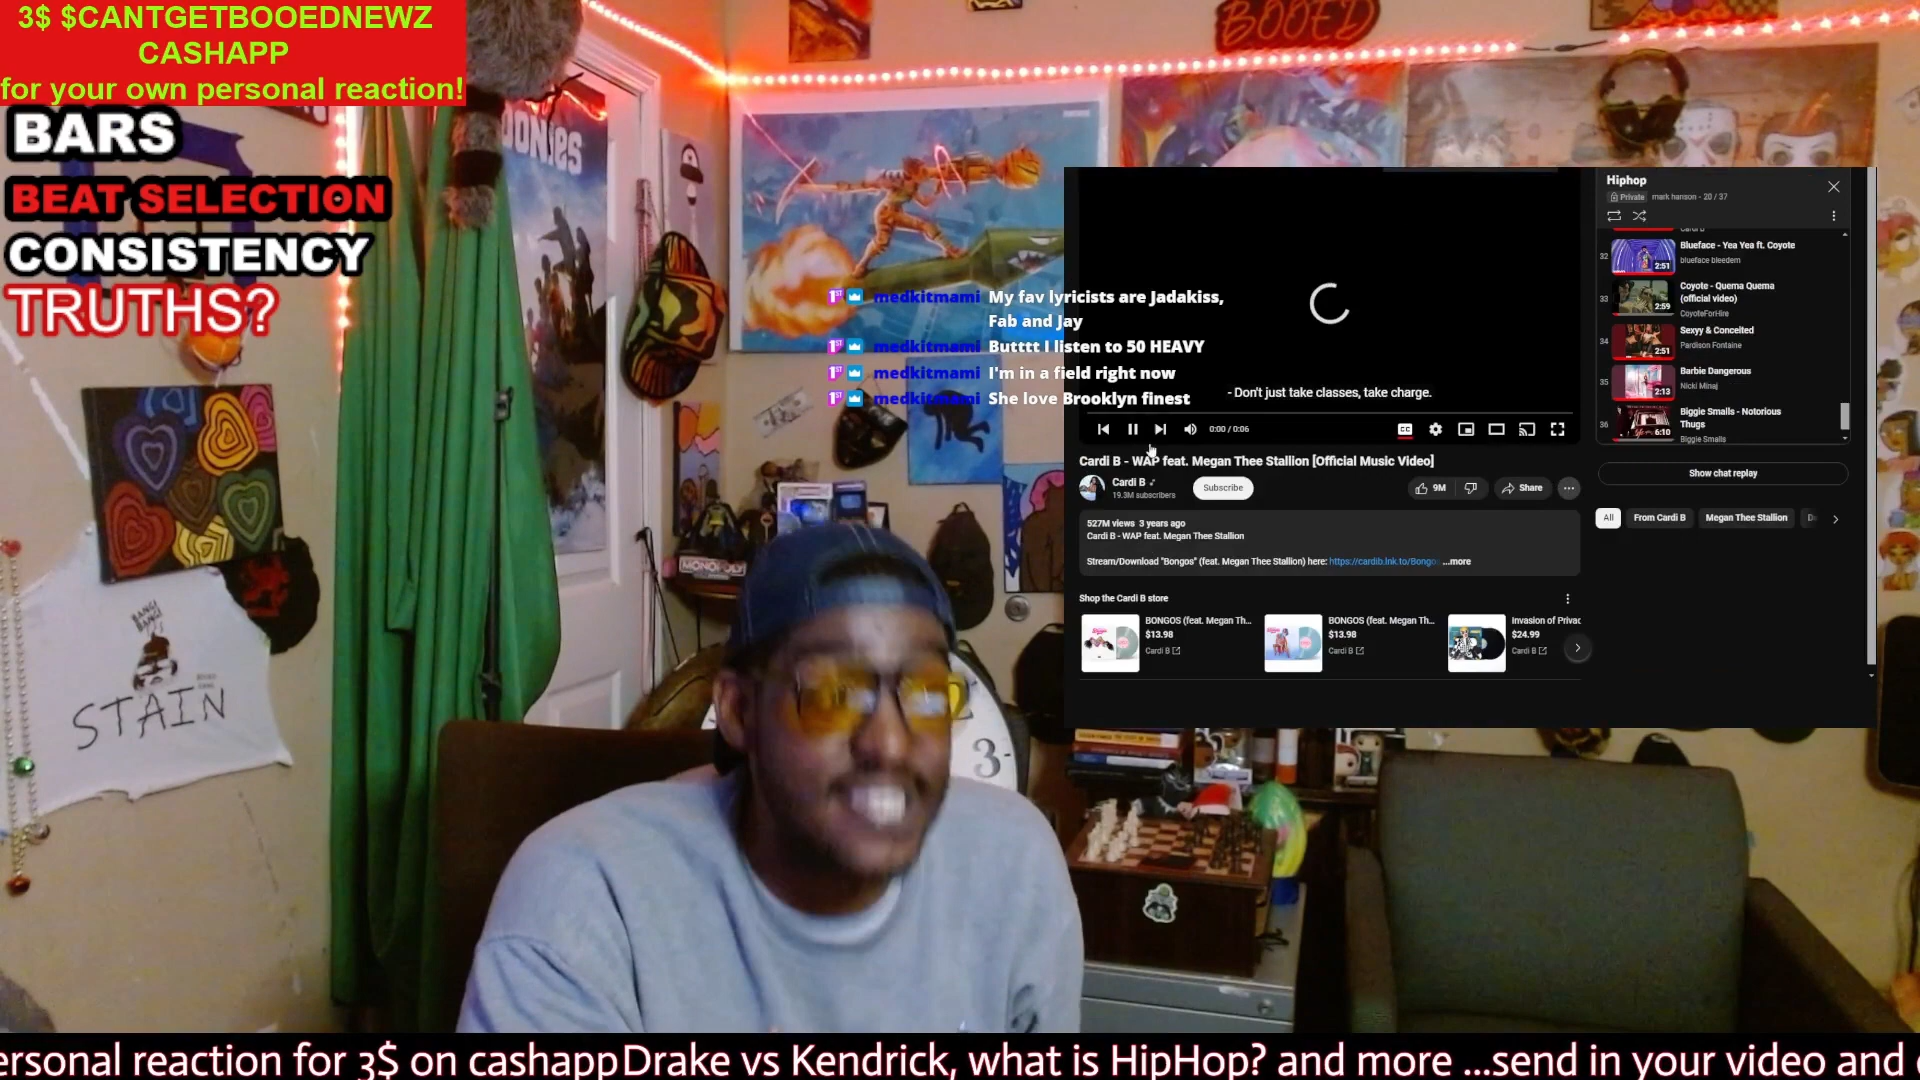 3$ $CANTGETBOOEDNEWZ
CASHAPP
for your own personal reaction!
BARS
BEAT SELECTION
CONSISTENCY
TRUTHS?
BOOED
OONIES
MONOPOLY
BANG!
BANG!
STAIN
3
medkitmami My fav lyricists are Jadakiss,
Fab and Jay
medkitmami Butttt I listen to 50 HEAVY
medkitmami I'm in a field right now
medkitmami She love Brooklyn finest
- Don't just take classes, take charge.
0:00 / 0:06
CC
Cardi B - WAP feat. Megan Thee Stallion [Official Music Video]
Cardi B
19.3M subscribers
Subscribe
9M
Share
527M views 3 years ago
Cardi B - WAP feat. Megan Thee Stallion
Stream/Download "Bongos" (feat. Megan Thee Stallion) here: https://cardib.lnk.to/Bongo ...more
Shop the Cardi B store
BONGOS (feat. Megan Th...
$13.98
Cardi B
BONGOS (feat. Megan Th...
$13.98
Cardi B
Invasion of Privac
$24.99
Cardi B
Hiphop
Private mark hanson - 20 / 37
Cardi B
32
2:51
Blueface - Yea Yea ft. Coyote
blueface bleedem
33
2:59
Coyote - Quema Quema
(official video)
CoyoteForHire
34
2:51
Sexyy & Conceited
Pardison Fontaine
35
2:13
Barbie Dangerous
Nicki Minaj
36
6:10
Biggie Smalls - Notorious
Thugs
Biggie Smalls
Show chat replay
All
From Cardi B
Megan Thee Stallion
ersonal reaction for 3$ on cashappDrake vs Kendrick, what is HipHop? and more ...send in your video and